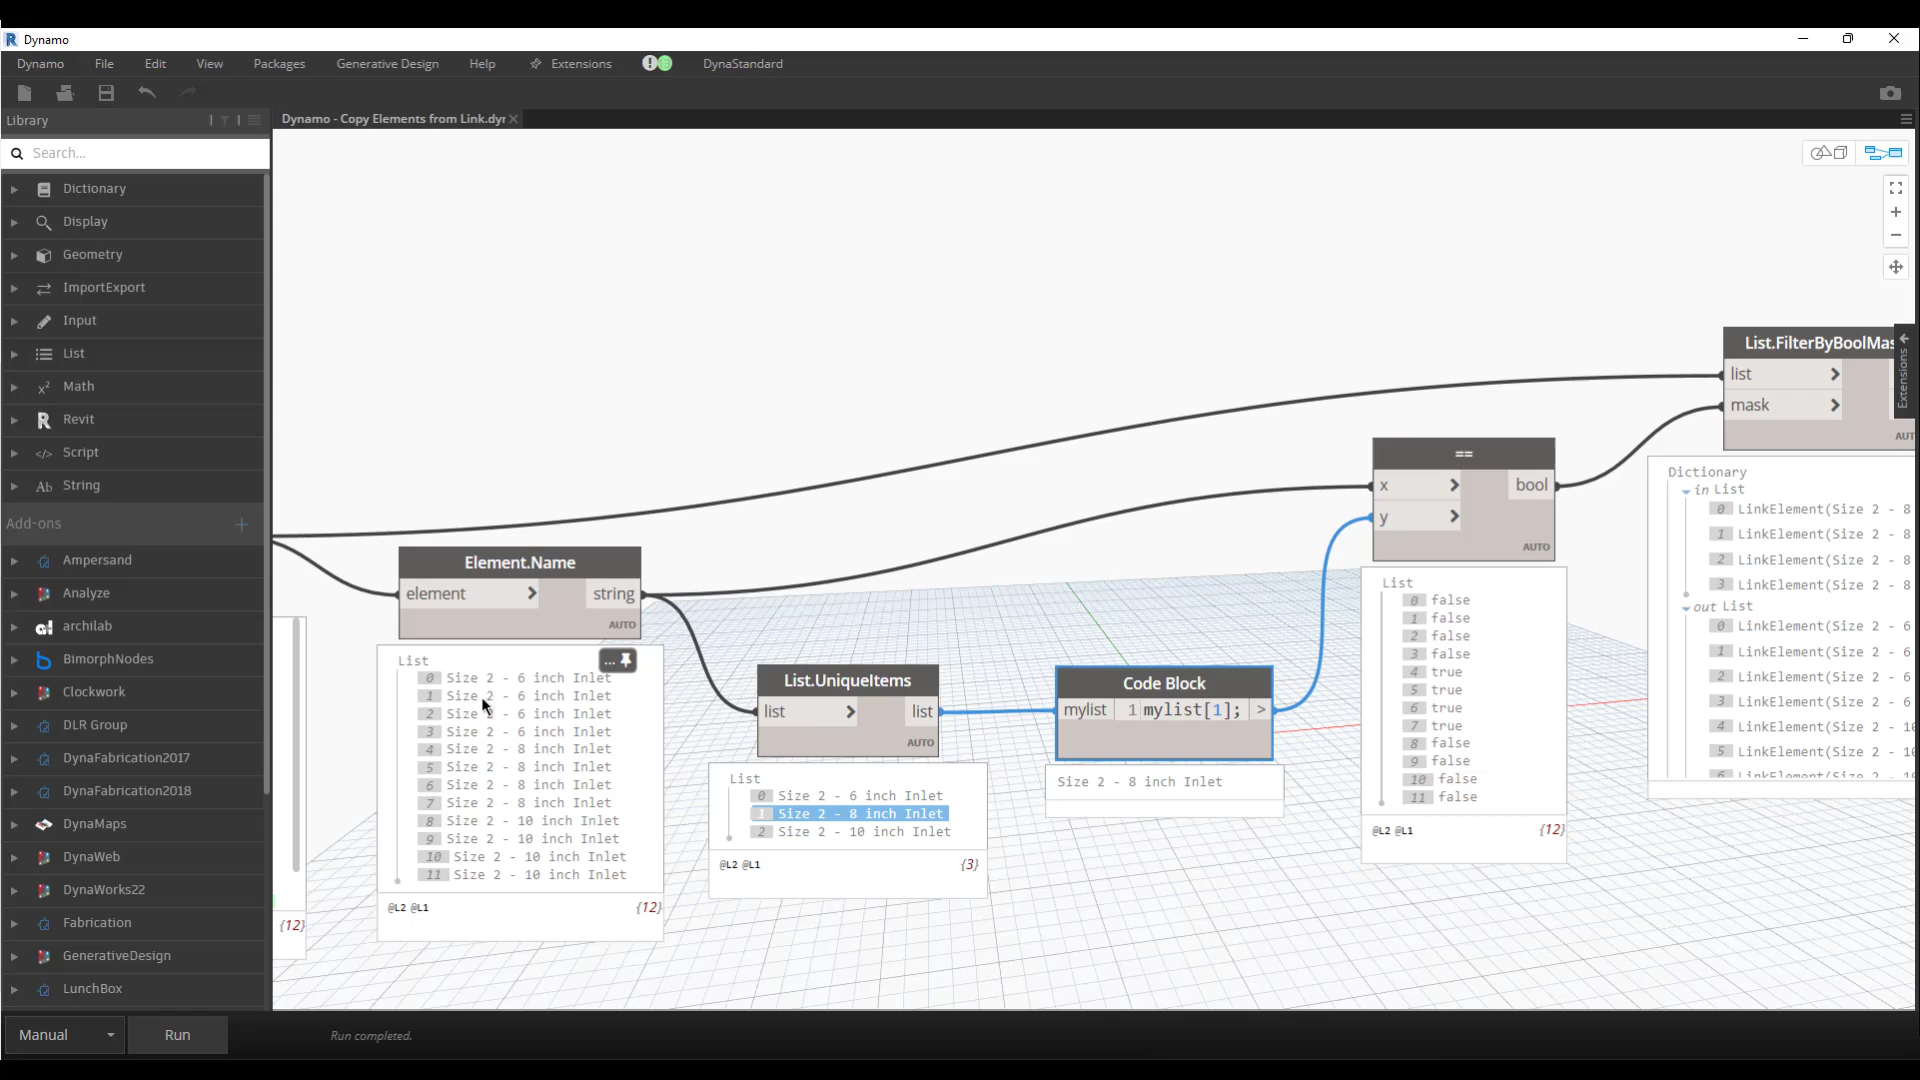 Dynamo
Dynamo File Edit View Packages Generative Design Help Extensions DynaStandard
Library
Dynamo - Copy Elements from Link.dyn
Search...
Dictionary
Display
Geometry
ImportExport
Input
List
Math
Revit
Script
String
Add-ons
Ampersand
Analyze
archilab
BimorphNodes
Clockwork
DLR Group
DynaFabrication2017
DynaFabrication2018
DynaMaps
DynaWeb
DynaWorks22
Fabrication
GenerativeDesign
LunchBox
{12}
Element.Name
element > string
AUTO
List
0 Size 2 - 6 inch Inlet
1 Size 2 - 6 inch Inlet
2 Size 2 - 6 inch Inlet
3 Size 2 - 6 inch Inlet
4 Size 2 - 8 inch Inlet
5 Size 2 - 8 inch Inlet
6 Size 2 - 8 inch Inlet
7 Size 2 - 8 inch Inlet
8 Size 2 - 10 inch Inlet
9 Size 2 - 10 inch Inlet
10 Size 2 - 10 inch Inlet
11 Size 2 - 10 inch Inlet
@L2 @L1 {12}
List.UniqueItems
list > list
AUTO
List
0 Size 2 - 6 inch Inlet
1 Size 2 - 8 inch Inlet
2 Size 2 - 10 inch Inlet
@L2 @L1 {3}
Code Block
mylist 1 mylist[1]; >
Size 2 - 8 inch Inlet
==
x > bool
y >
AUTO
List
0 false
1 false
2 false
3 false
4 true
5 true
6 true
7 true
8 false
9 false
10 false
11 false
@L2 @L1 {12}
List.FilterByBoolMas
list >
mask >
AUT
Extensions
Dictionary
in List
0 LinkElement(Size 2 - 8
1 LinkElement(Size 2 - 8
2 LinkElement(Size 2 - 8
3 LinkElement(Size 2 - 8
out List
0 LinkElement(Size 2 - 6
1 LinkElement(Size 2 - 6
2 LinkElement(Size 2 - 6
3 LinkElement(Size 2 - 6
4 LinkElement(Size 2 - 10
5 LinkElement(Size 2 - 10
6 LinkElement(Size 2 - 10
Manual Run Run completed.